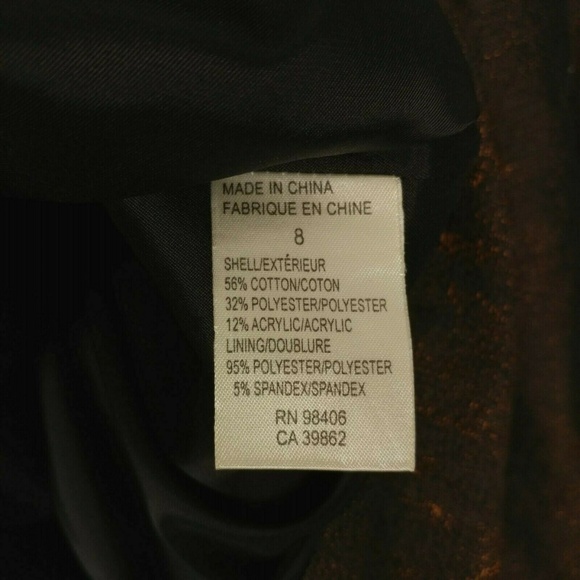 MADE IN CHINA
FABRIQUE EN CHINE
8
SHELL/EXTÉRIEUR
56% COTTON/COTON
32% POLYESTER/POLYESTER
12% ACRYLIC/ACRYLIC
LINING/DOUBLURE
95% POLYESTER/POLYESTER
5% SPANDEX/SPANDEX
RN 98406
CA 39862